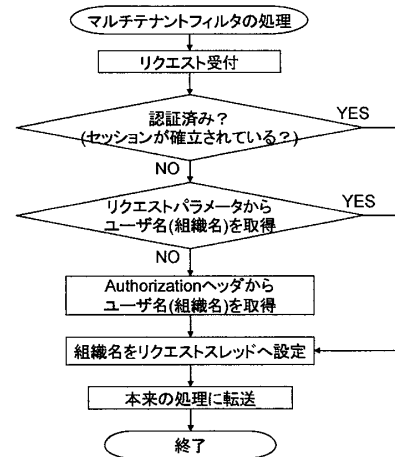 マルチテナントフィルタの処理
リクエスト受付
認証済み？
(セッションが確立されている？)
YES
NO
リクエストパラメータから
ユーザ名(組織名)を取得
YES
NO
Authorizationヘッダから
ユーザ名(組織名)を取得
組織名をリクエストスレッドへ設定
本来の処理に転送
終了